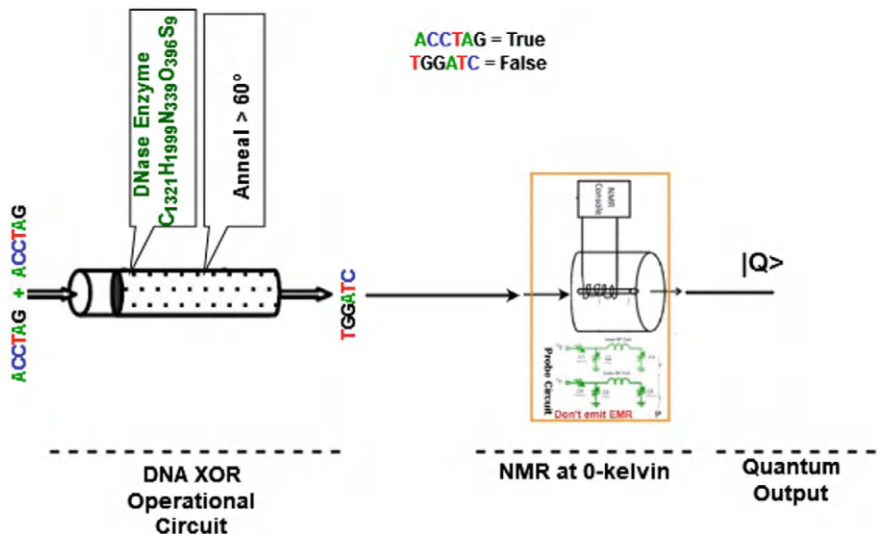 ACCTAG = True
TGGATC = False
DNase Enzyme
C₁₃₂₁H₁₉₉₉N₃₃₉O₃₉₆S₉
Anneal > 60°
ACCTAG + ACCTAG
TGGATC
NMR
Console
|Q>
Probe Circuit
Don't emit EMR
DNA XOR
Operational
Circuit
NMR at 0-kelvin
Quantum
Output